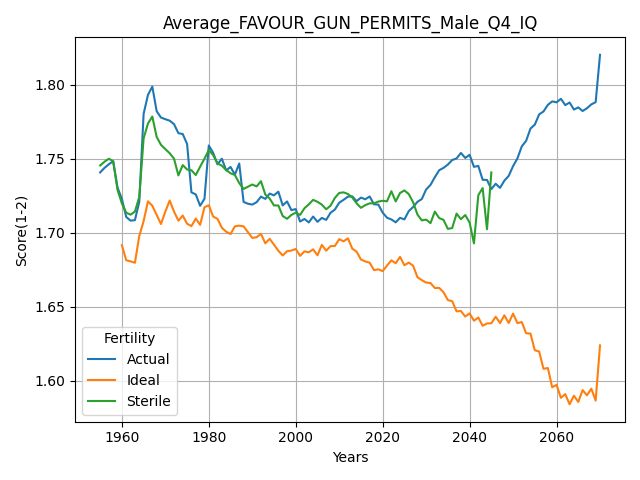 Average_FAVOUR_GUN_PERMITS_Male_Q4_IQ
Score(1-2)
1.80
1.75
1.70
1.65
1.60
Fertility
Actual
Ideal
Sterile
1960 1980 2000 2020 2040 2060
Years